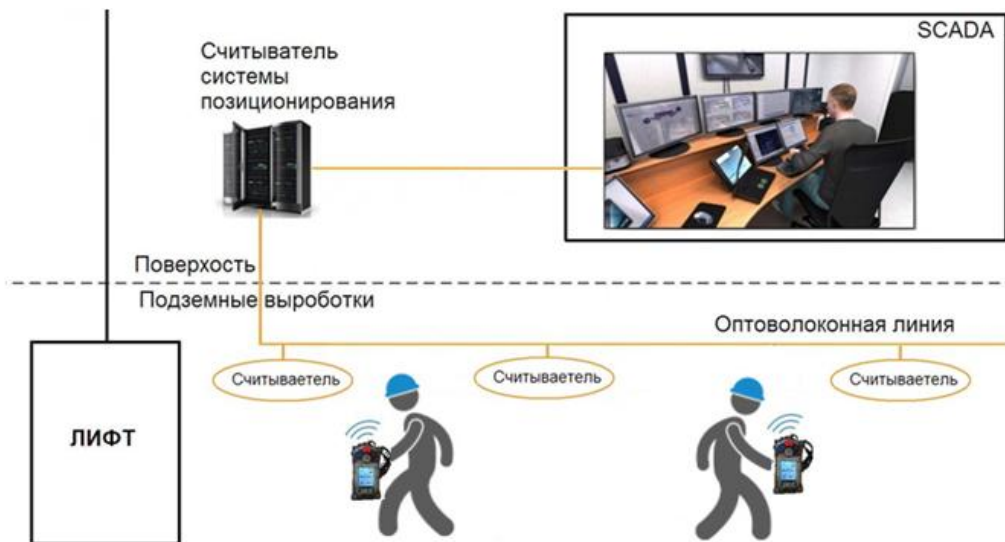 SCADA
Считыватель
системы
позиционирования
Поверхость
Подземные выроботки
Оптоволоконная линия
Считываетель
Считываетель
Считываетель
ЛИФТ